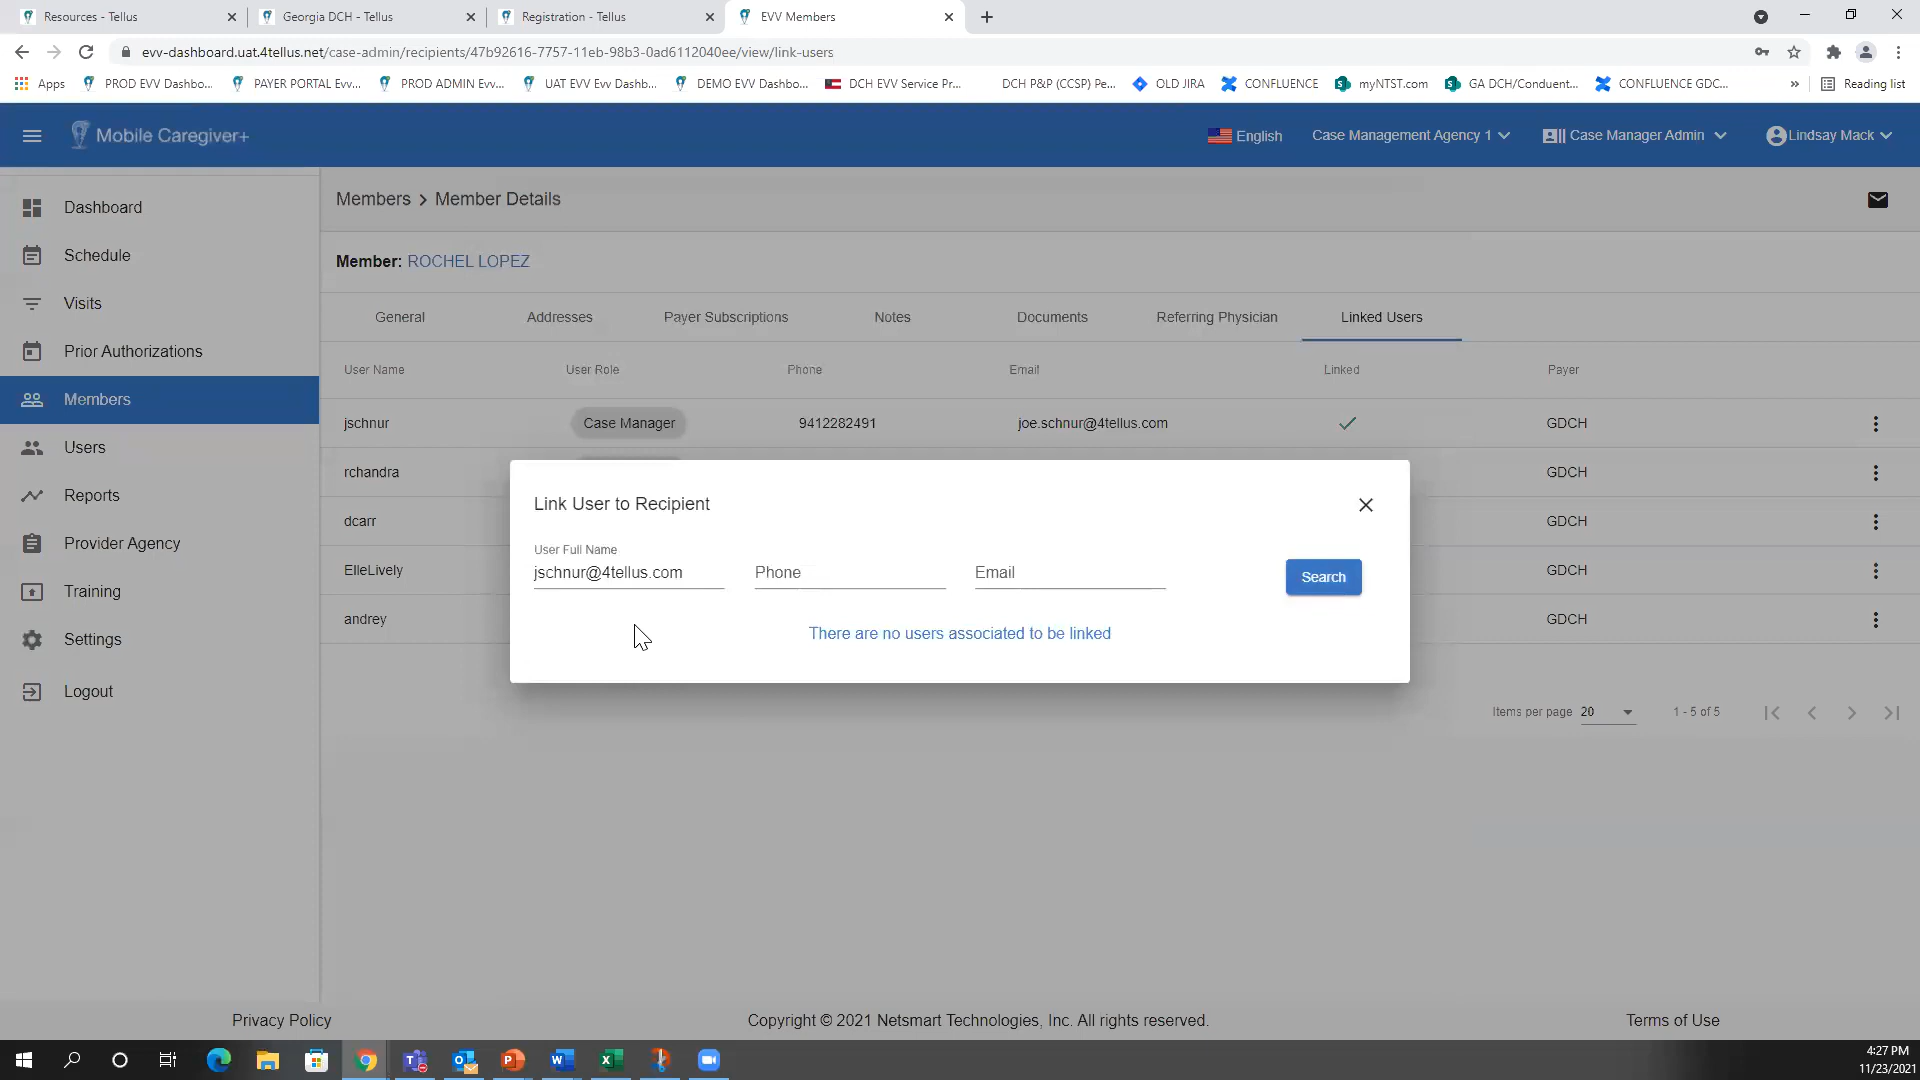 Resources - Tellus
Georgia DCH - Tellus
Registration - Tellus
EVV Members
evv-dashboard.uat.4tellus.net/case-admin/recipients/47b92616-7757-11eb-98b3-0ad6112040ee/view/link-users
Apps
PROD EVV Dashbo...
PAYER PORTAL Evv...
PROD ADMIN Evv...
UAT EVV Evv Dashb...
DEMO EVV Dashbo...
DCH EVV Service Pr...
DCH P&P (CCSP) Pe...
OLD JIRA
CONFLUENCE
myNTST.com
GA DCH/Conduent...
CONFLUENCE GDC...
»
Reading list
Mobile Caregiver+
English
Case Management Agency 1
Case Manager Admin
Lindsay Mack
Dashboard
Schedule
Visits
Prior Authorizations
Members
Users
Reports
Provider Agency
Training
Settings
Logout
Members > Member Details
Member: ROCHEL LOPEZ
General
Addresses
Payer Subscriptions
Notes
Documents
Referring Physician
Linked Users
User Name
User Role
Phone
Email
Linked
Payer
jschnur
Case Manager
9412282491
joe.schnur@4tellus.com
GDCH
rchandra
GDCH
dcarr
GDCH
ElleLively
GDCH
andrey
GDCH
Link User to Recipient
User Full Name
jschnur@4tellus.com
Phone
Email
Search
There are no users associated to be linked
Items per page
20
1 - 5 of 5
Privacy Policy
Copyright © 2021 Netsmart Technologies, Inc. All rights reserved.
Terms of Use
4:27 PM
11/23/2021